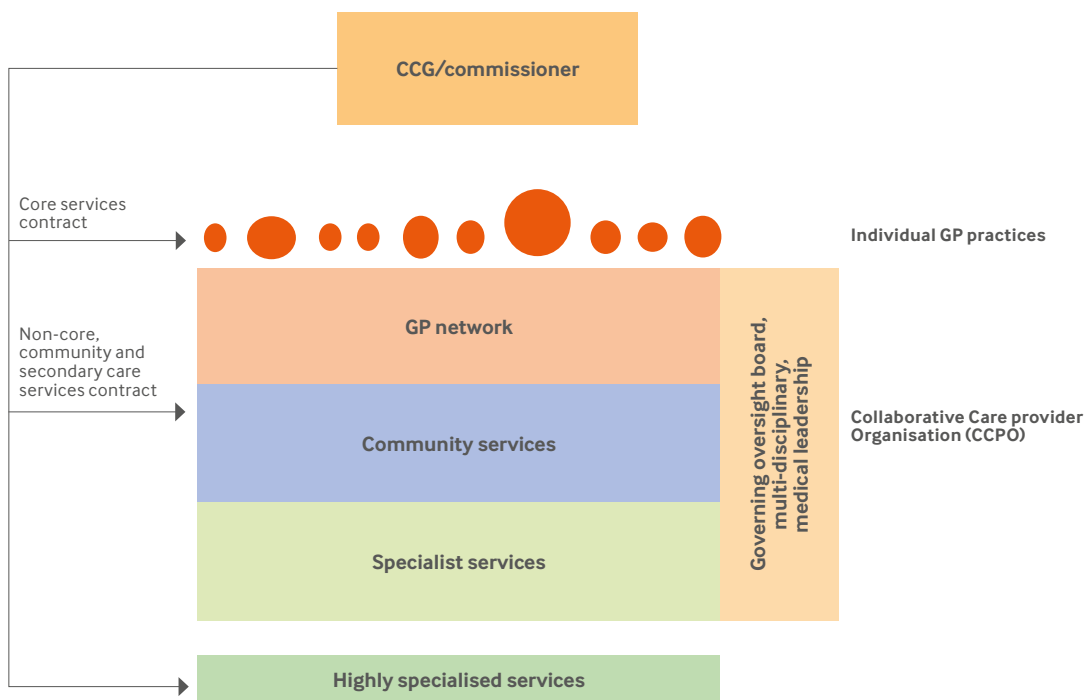 CCG/commissioner
Core services
contract
Individual GP practices
GP network
Non-core,
community and
secondary care
services contract
Community services
Governing oversight board,
multi-disciplinary,
medical leadership
Collaborative Care provider
Organisation (CCPO)
Specialist services
Highly specialised services